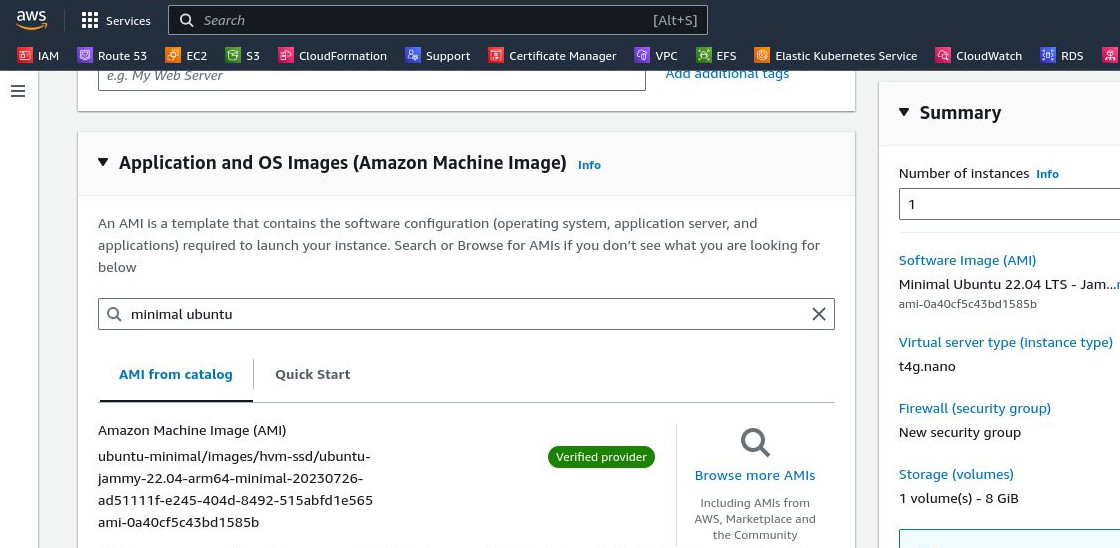 aws
Services
Search
[Alt+S]
IAM
Route 53
EC2
S3
CloudFormation
Support
Certificate Manager
VPC
EFS
Elastic Kubernetes Service
CloudWatch
RDS
e.g. My Web Server
Add additional tags
Application and OS Images (Amazon Machine Image) Info
An AMI is a template that contains the software configuration (operating system, application server, and
applications) required to launch your instance. Search or Browse for AMIs if you don’t see what you are looking for
below
minimal ubuntu
AMI from catalog
Quick Start
Amazon Machine Image (AMI)
ubuntu-minimal/images/hvm-ssd/ubuntu-
jammy-22.04-arm64-minimal-20230726-
ad51111f-e245-404d-8492-515abfd1e565
ami-0a40cf5c43bd1585b
Verified provider
Browse more AMIs
Including AMIs from
AWS, Marketplace and
the Community
Summary
Number of instances Info
1
Software Image (AMI)
Minimal Ubuntu 22.04 LTS - Jam...
ami-0a40cf5c43bd1585b
Virtual server type (instance type)
t4g.nano
Firewall (security group)
New security group
Storage (volumes)
1 volume(s) - 8 GiB